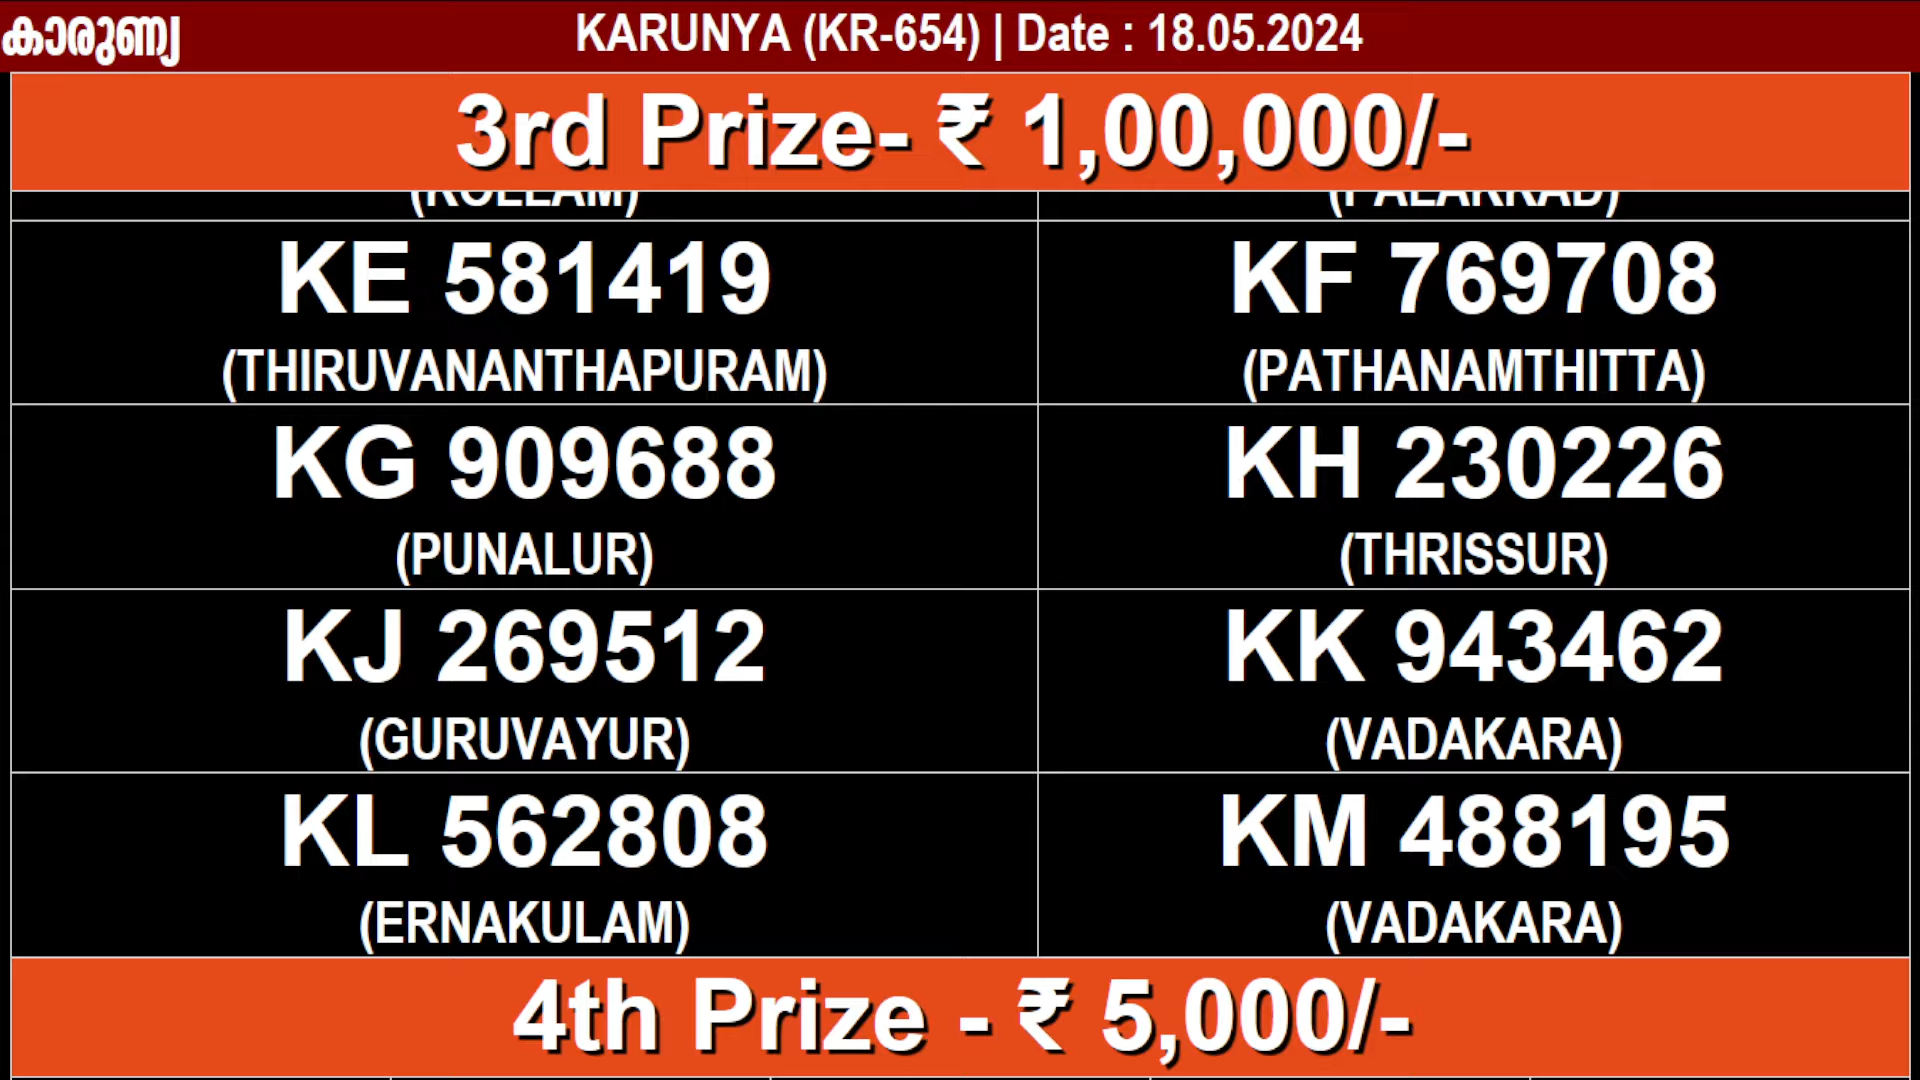 കാരുണ്യ
KARUNYA (KR-654) | Date : 18.05.2024
3rd Prize- ₹ 1,00,000/-
(KOLLAM) (PALAKKAD)
KE 581419 KF 769708
(THIRUVANANTHAPURAM) (PATHANAMTHITTA)
KG 909688 KH 230226
(PUNALUR) (THRISSUR)
KJ 269512 KK 943462
(GURUVAYUR) (VADAKARA)
KL 562808 KM 488195
(ERNAKULAM) (VADAKARA)
4th Prize - ₹ 5,000/-